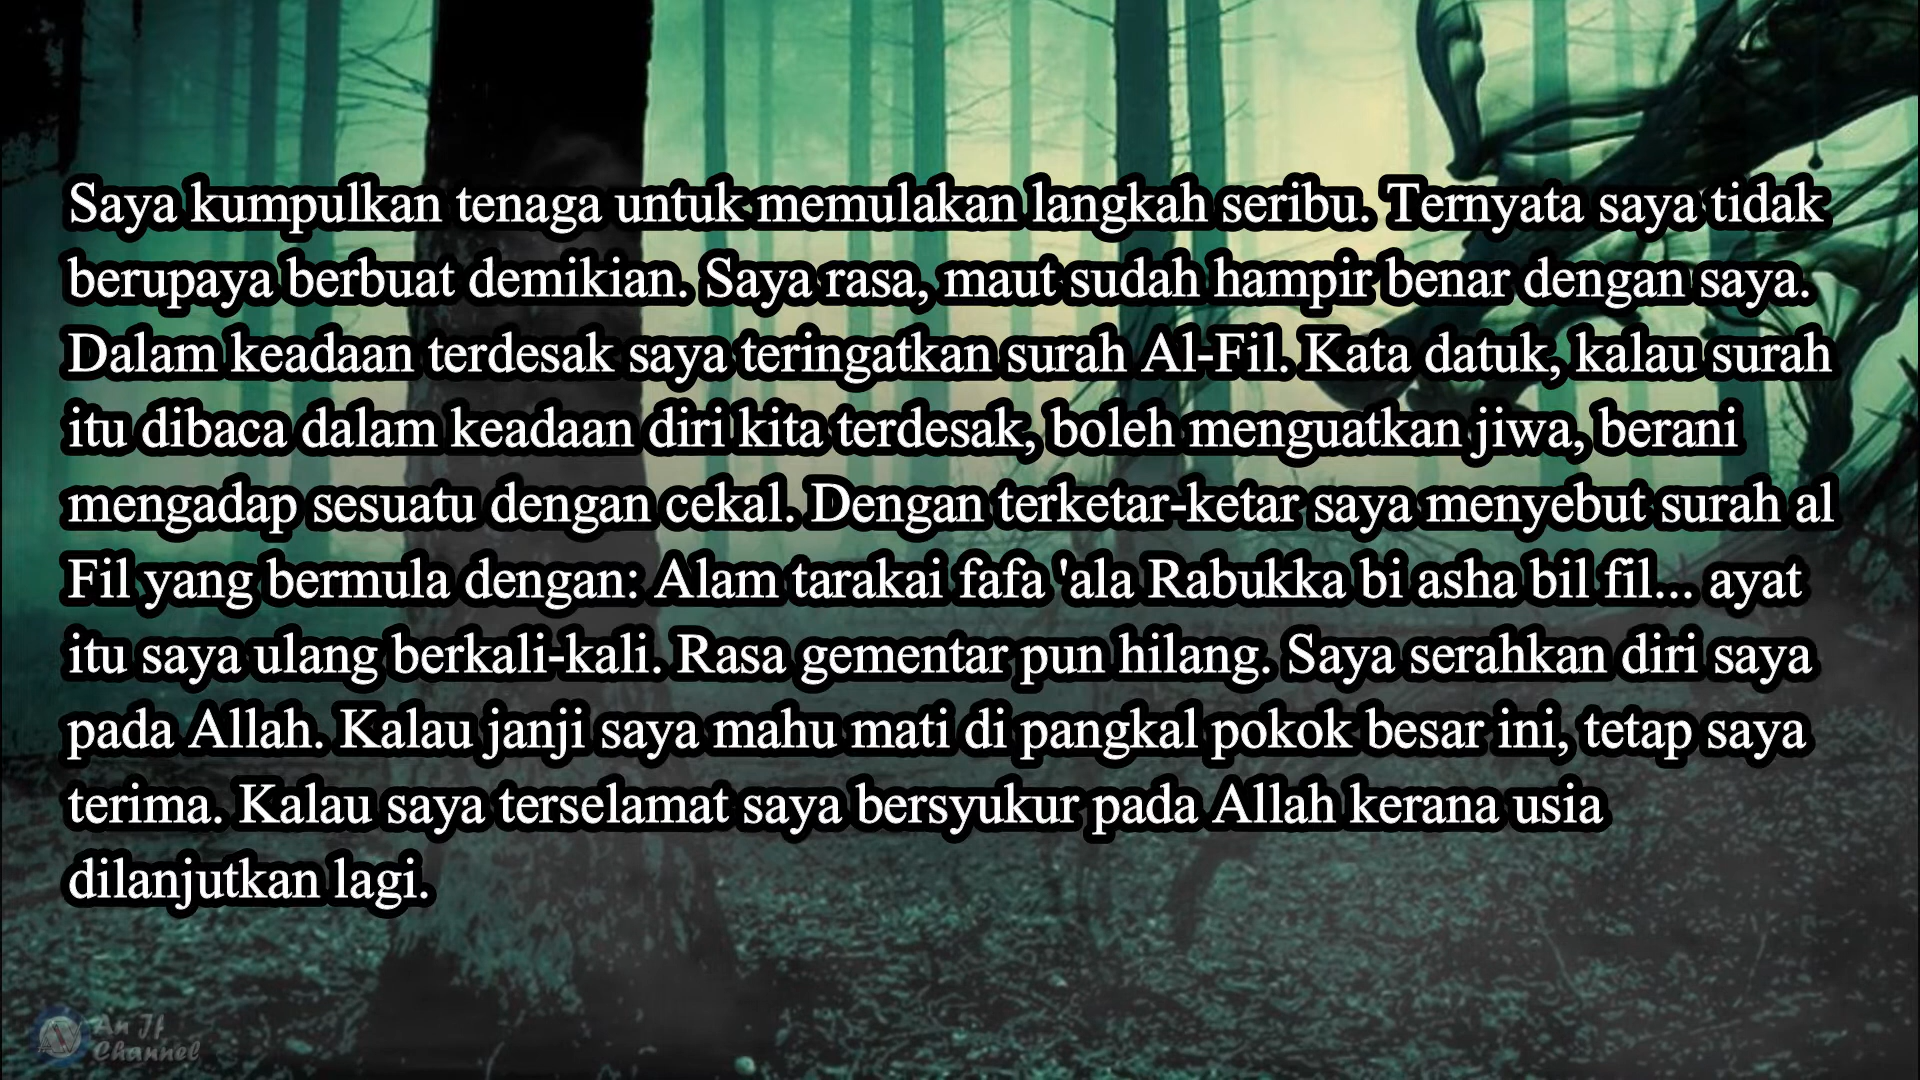 Saya kumpulkan tenaga untuk memulakan langkah seribu. Ternyata saya tidak
berupaya berbuat demikian. Saya rasa, maut sudah hampir benar dengan saya.
Dalam keadaan terdesak saya teringatkan surah Al-Fil. Kata datuk, kalau surah
itu dibaca dalam keadaan diri kita terdesak, boleh menguatkan jiwa, berani
mengadap sesuatu dengan cekal. Dengan terketar-ketar saya menyebut surah al
Fil yang bermula dengan: Alam tarakai fafa 'ala Rabukka bi asha bil fil... ayat
itu saya ulang berkali-kali. Rasa gementar pun hilang. Saya serahkan diri saya
pada Allah. Kalau janji saya mahu mati di pangkal pokok besar ini, tetap saya
terima. Kalau saya terselamat saya bersyukur pada Allah kerana usia
dilanjutkan lagi.
An Jf
Channel